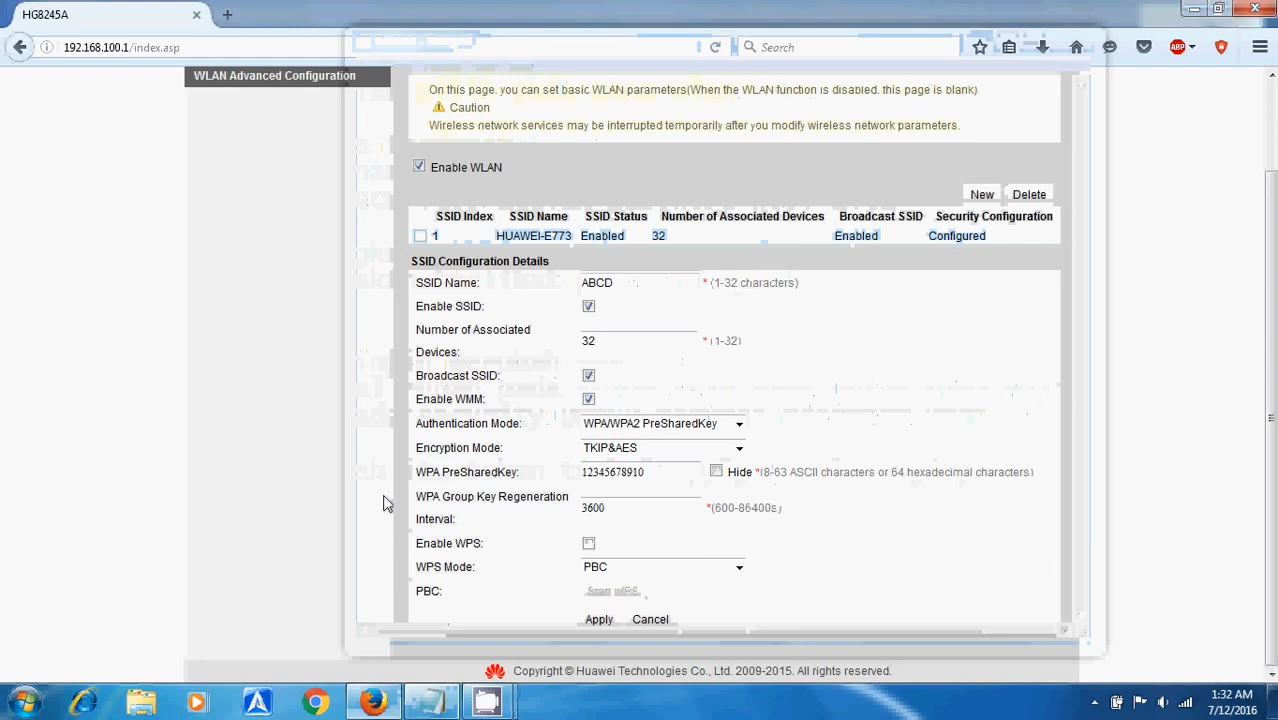 HG8245A
192.168.100.1/index.asp
Search
ABP
WLAN Advanced Configuration
On this page, you can set basic WLAN parameters(When the WLAN function is disabled, this page is blank)
Caution
Wireless network services may be interrupted temporarily after you modify wireless network parameters.
Enable WLAN
New Delete
SSID Index SSID Name SSID Status Number of Associated Devices Broadcast SSID Security Configuration
1 HUAWEI-E773 Enabled 32 Enabled Configured
SSID Configuration Details
SSID Name: ABCD * (1-32 characters)
Enable SSID:
Number of Associated
Devices: 32 * (1-32)
Broadcast SSID:
Enable WMM:
Authentication Mode: WPA/WPA2 PreSharedKey
Encryption Mode: TKIP&AES
WPA PreSharedKey: 12345678910 Hide *(8-63 ASCII characters or 64 hexadecimal characters)
WPA Group Key Regeneration
Interval: 3600 *(600-86400s)
Enable WPS:
WPS Mode: PBC
PBC:
Apply Cancel
Copyright © Huawei Technologies Co., Ltd. 2009-2015. All rights reserved.
1:32 AM
7/12/2016